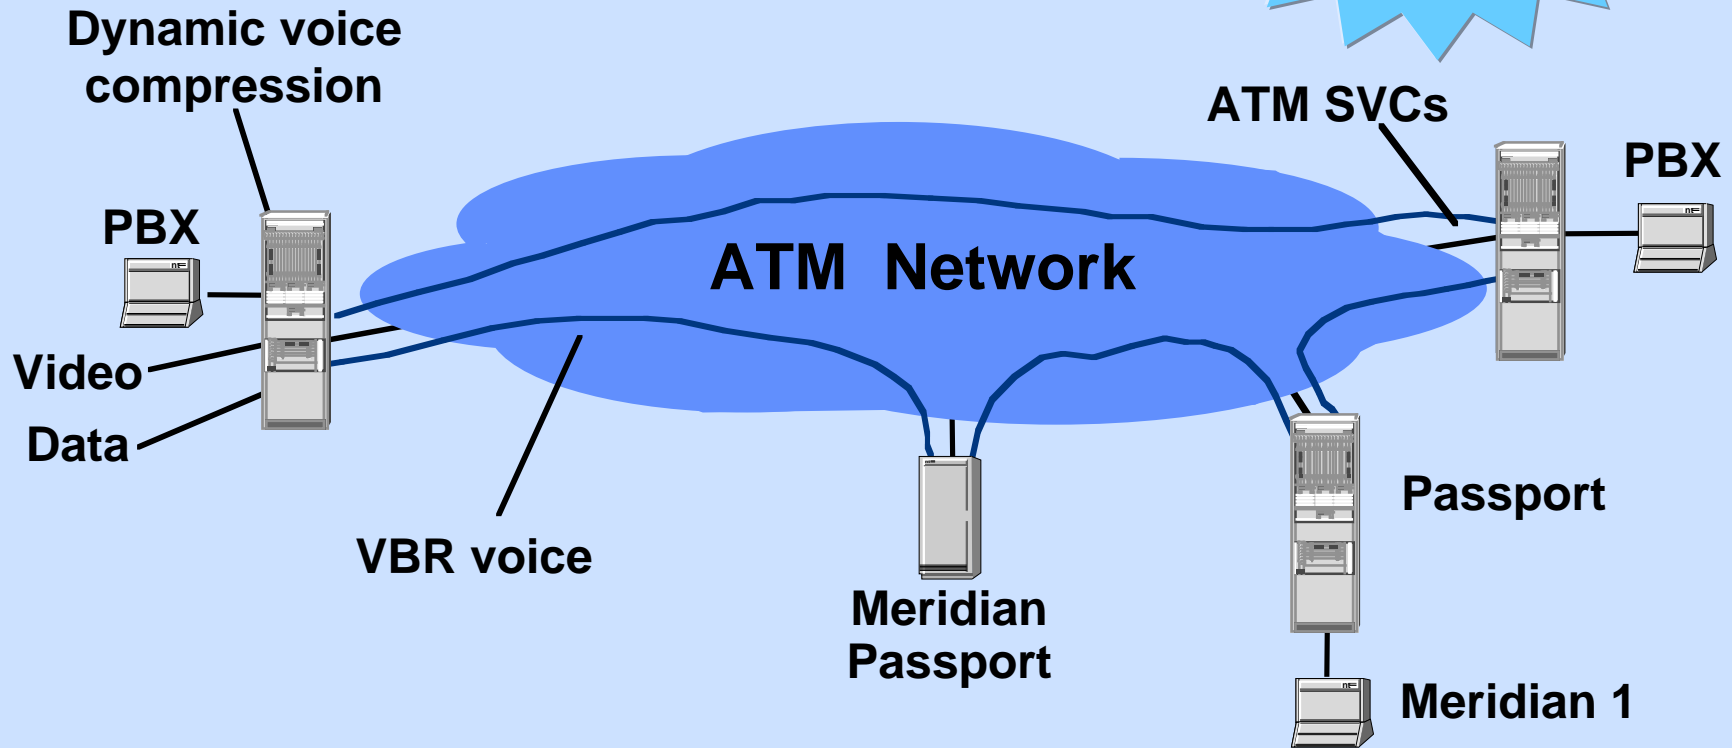 Dynamic voice
compression
ATM SVCs
PBX
PBX
ATM Network
Video
Data
VBR voice
Passport
Meridian
Passport
Meridian 1